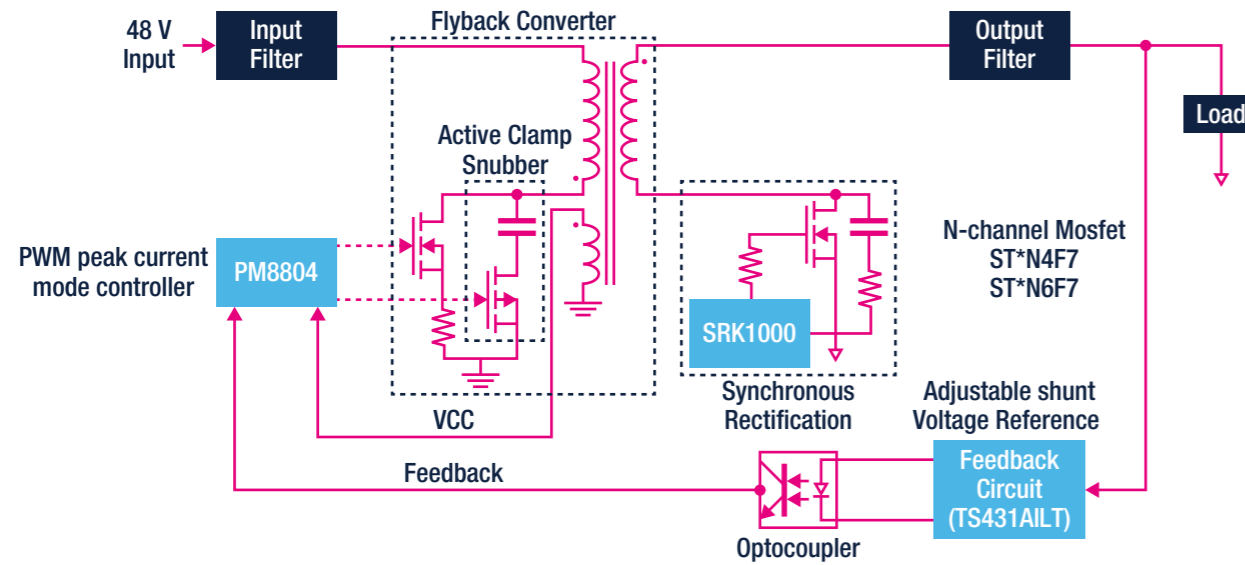 Flyback Converter
48 V
Input
Input
Filter
Output
Filter
Load
Active Clamp
Snubber
PWM peak current
mode controller
PM8804
N-channel Mosfet
ST*N4F7
ST*N6F7
SRK1000
Synchronous
Rectification
Adjustable shunt
Voltage Reference
VCC
Feedback
Feedback
Circuit
(TS431AILT)
Optocoupler